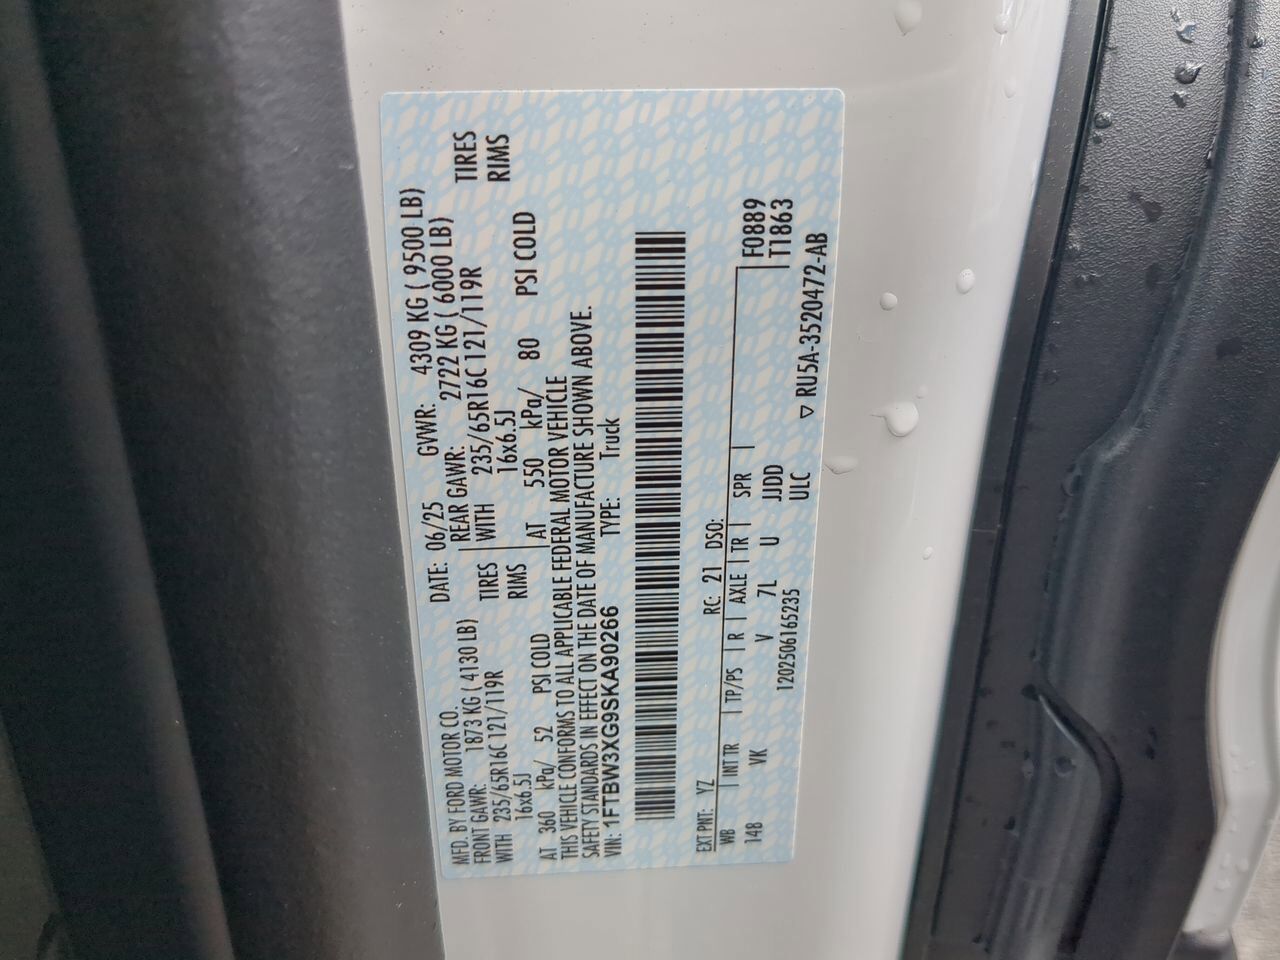 MFD. BY FORD MOTOR CO. DATE: 06/25 GVWR: 4309 KG ( 9500 LB)
FRONT GAWR: 1873 KG ( 4130 LB) REAR GAWR: 2722 KG ( 6000 LB)
WITH 235/65R16C 121/119R TIRES WITH 235/65R16C 121/119R TIRES
16x6.5J RIMS 16x6.5J RIMS
AT 360 kPa/ 52 PSI COLD AT 550 kPa/ 80 PSI COLD
THIS VEHICLE CONFORMS TO ALL APPLICABLE FEDERAL MOTOR VEHICLE
SAFETY STANDARDS IN EFFECT ON THE DATE OF MANUFACTURE SHOWN ABOVE.
VIN: 1FTBW3XG9SKA90266 TYPE: Truck
EXT PNT: YZ RC: 21 DSO: F0889
WB | INT TR | TP/PS | R | AXLE | TR | SPR | T1863
148 VK V 7L U JJDD
1202506165235 ULC ▽ RU5A-3520472-AB